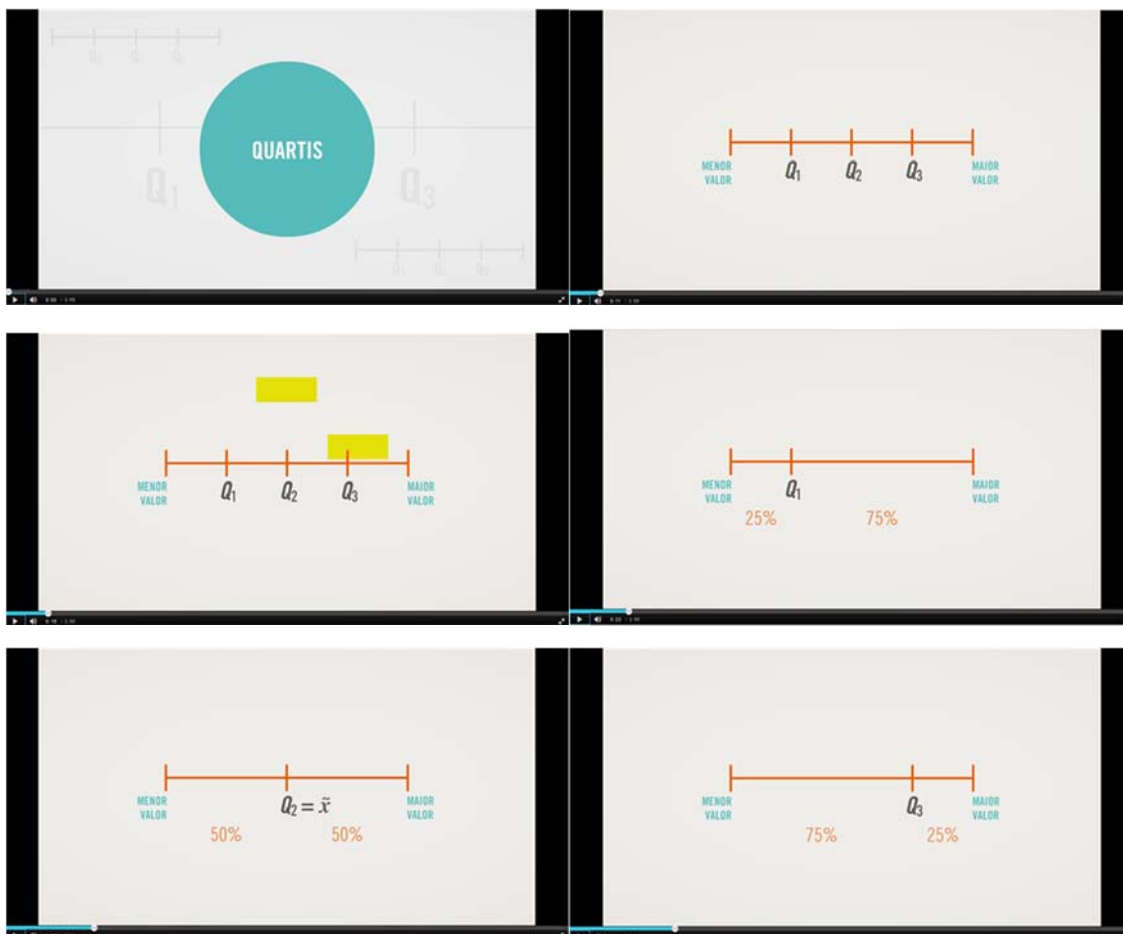 QUARTIS
Q1 Q3
MENOR
VALOR
Q1 Q2 Q3
MAIOR
VALOR
MENOR
VALOR
Q1 Q2 Q3
MAIOR
VALOR
MENOR
VALOR
Q1
MAIOR
VALOR
25% 75%
MENOR
VALOR
Q2 = x̃
MAIOR
VALOR
50% 50%
MENOR
VALOR
Q3
MAIOR
VALOR
75% 25%